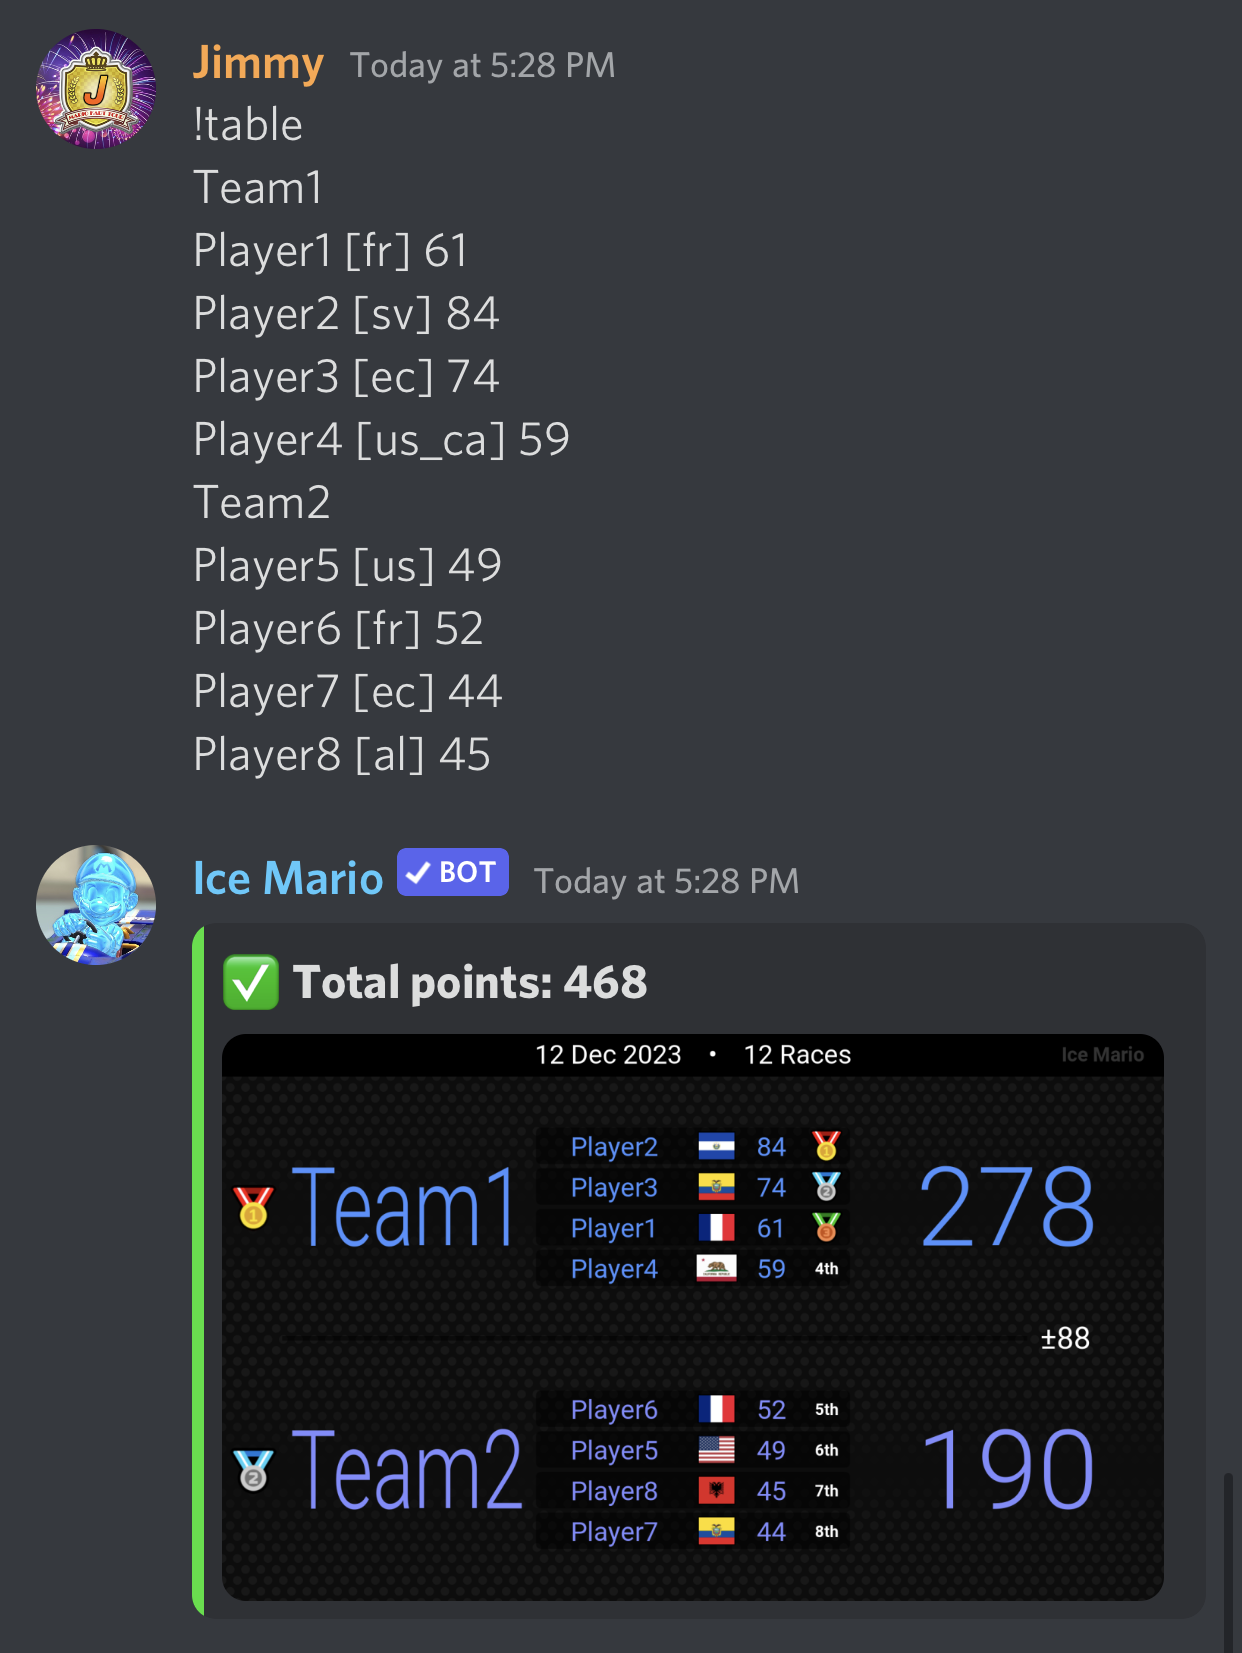 Jimmy Today at 5:28 PM
!table
Team1
Player1 [fr] 61
Player2 [sv] 84
Player3 [ec] 74
Player4 [us_ca] 59
Team2
Player5 [us] 49
Player6 [fr] 52
Player7 [ec] 44
Player8 [al] 45
Ice Mario BOT Today at 5:28 PM
Total points: 468
12 Dec 2023 • 12 Races Ice Mario
Team1
Player2 84
Player3 74
Player1 61
Player4 59 4th
278
±88
Team2
Player6 52 5th
Player5 49 6th
Player8 45 7th
Player7 44 8th
190